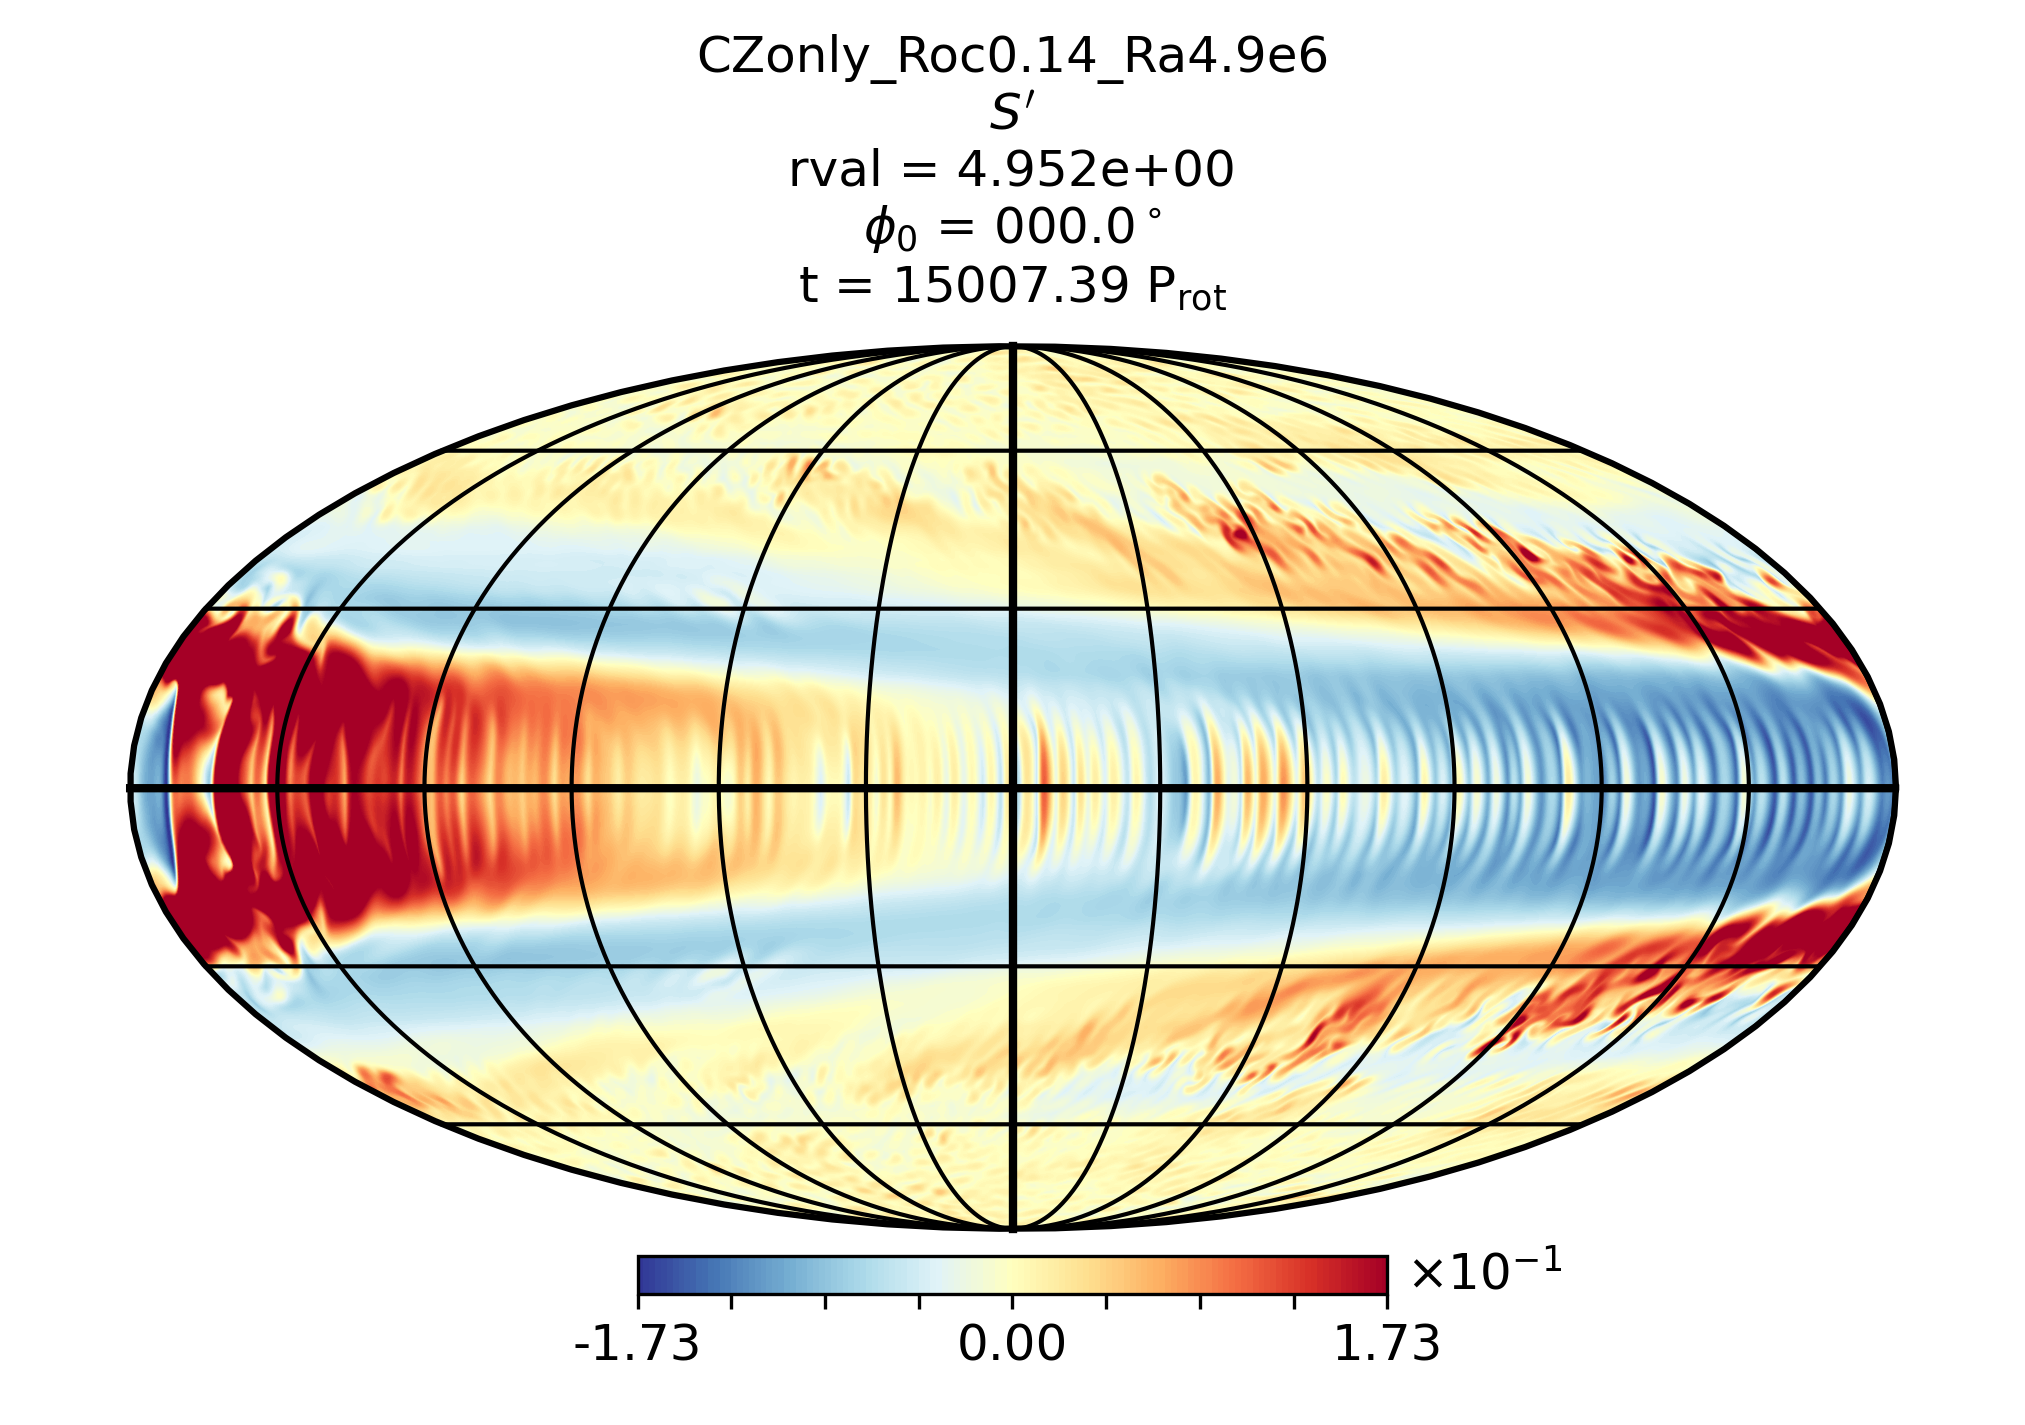 CZonly_Roc0.14_Ra4.9e6
S′
rval = 4.952e+00
ϕ₀ = 000.0°
t = 15007.39 P_rot
×10⁻¹
-1.73 0.00 1.73